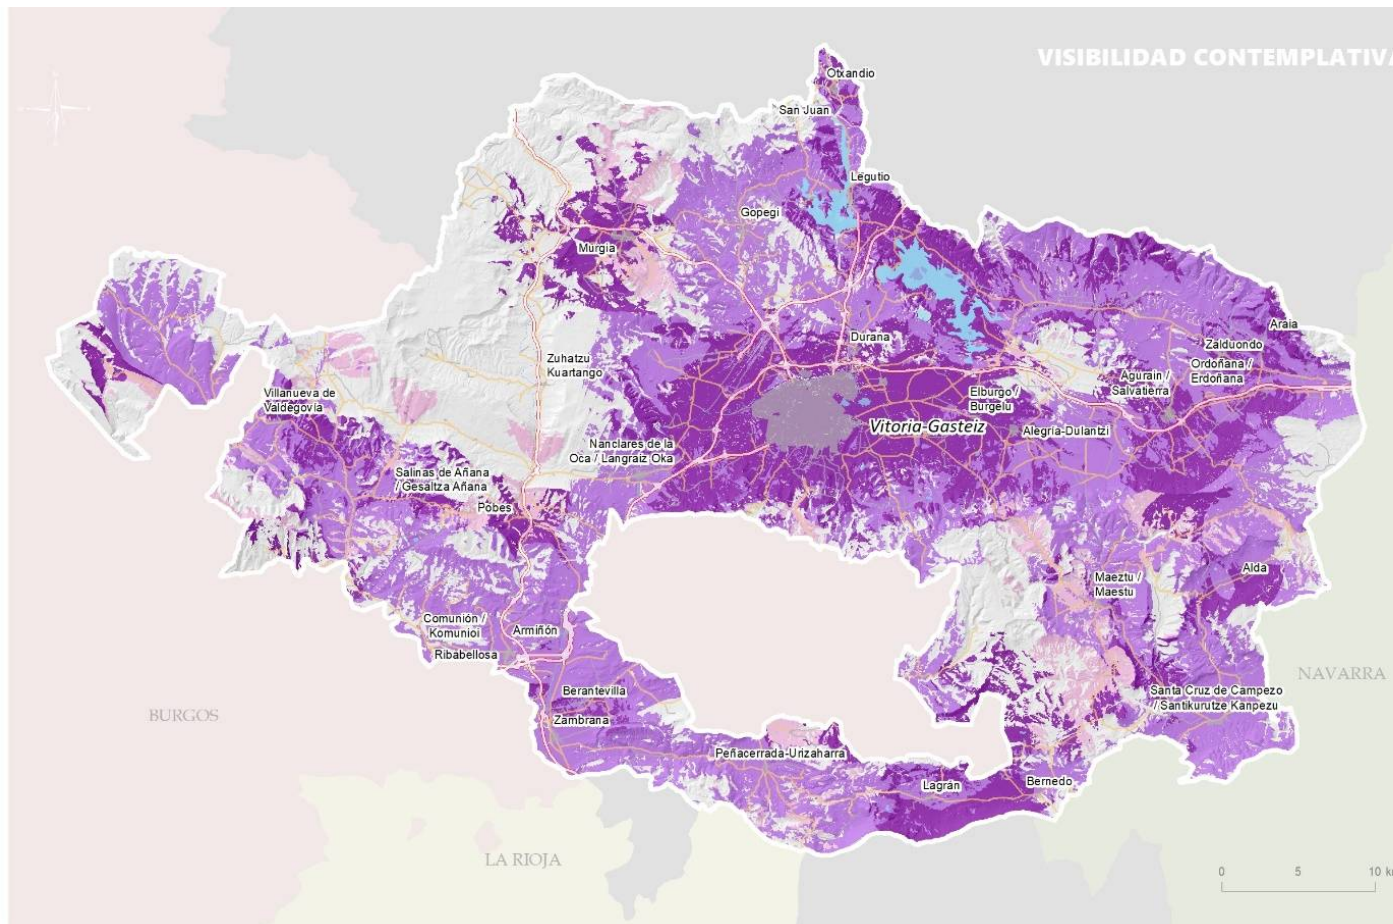 VISIBILIDAD CONTEMPLATIVA
Otxandio
San Juan
Legutio
Gopegi
Murgia
Araia
Durana
Zalduondo
Zuhatzu
Kuartango
Agurain /
Salvatierra
Ordoñana /
Erdoñana
Villanueva de
Valdegovía
Elburgo /
Burgelu
Vitoria-Gasteiz
Alegría-Dulantzi
Nanclares de la
Oca / Langraiz Oka
Salinas de Añana
/ Gesaltza Añana
Pobes
Alda
Maeztu /
Maestu
Comunión /
Komunioi
Armiñón
Ribabellosa
NAVARRA
Berantevilla
Santa Cruz de Campezo
/ Santikurutze Kanpezu
BURGOS
Zambrana
Peñacerrada-Urizaharra
Lagrán
Bernedo
LA RIOJA
0 5 10 km